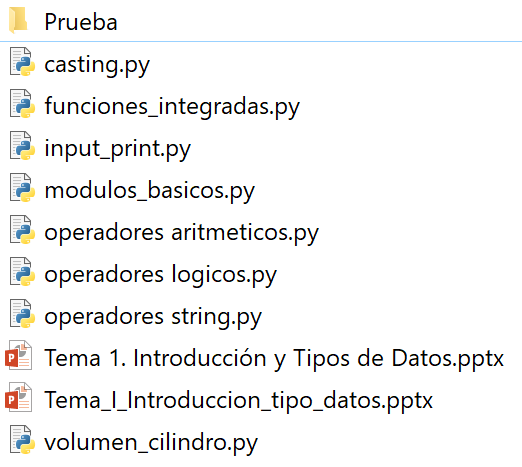 Prueba
casting.py
funciones_integradas.py
input_print.py
modulos_basicos.py
operadores aritmeticos.py
operadores logicos.py
operadores string.py
Tema 1. Introducción y Tipos de Datos.pptx
Tema_I_Introduccion_tipo_datos.pptx
volumen_cilindro.py